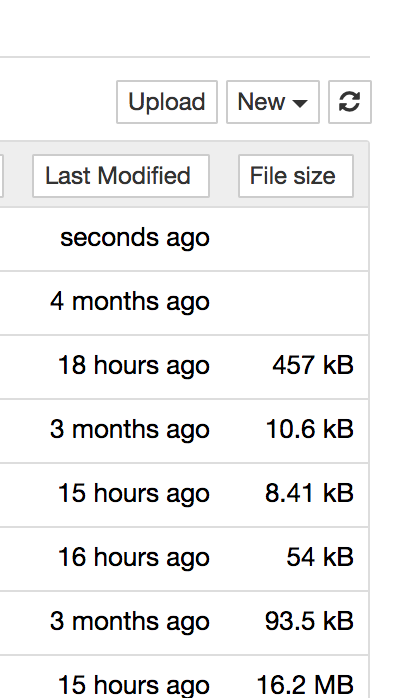 Upload New
Last Modified File size
seconds ago
4 months ago
18 hours ago 457 kB
3 months ago 10.6 kB
15 hours ago 8.41 kB
16 hours ago 54 kB
3 months ago 93.5 kB
15 hours ago 16.2 MB